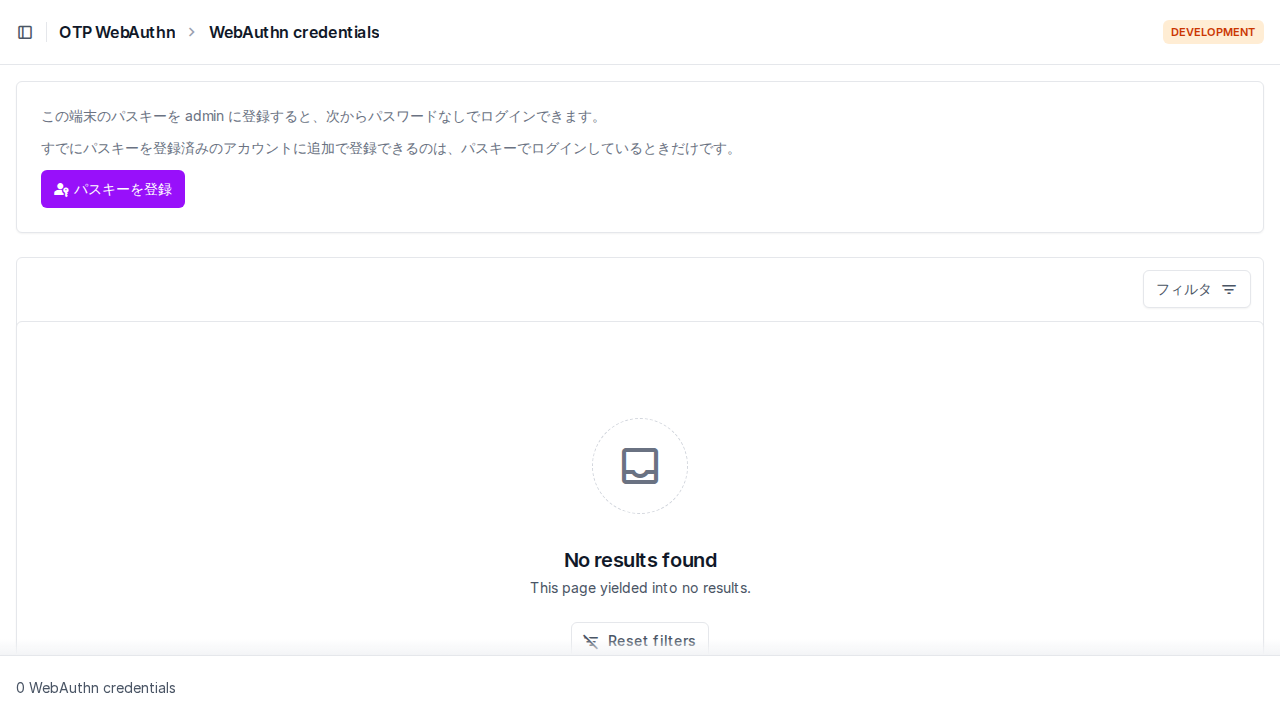 OTP WebAuthn > WebAuthn credentials
DEVELOPMENT
この端末のパスキーを admin に登録すると、次からパスワードなしでログインできます。
すでにパスキーを登録済みのアカウントに追加で登録できるのは、パスキーでログインしているときだけです。
パスキーを登録
フィルタ
No results found
This page yielded into no results.
Reset filters
0 WebAuthn credentials